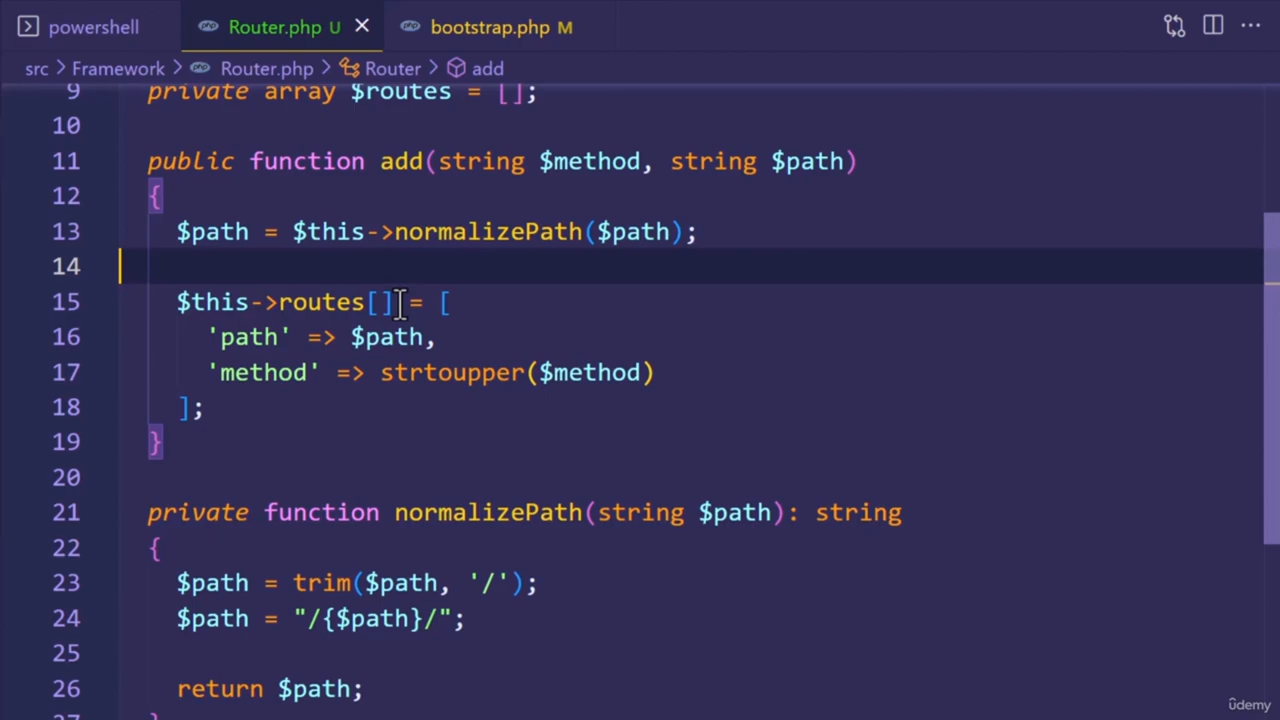 powershell
Router.php U
bootstrap.php M
src > Framework > Router.php > Router > add
9 private array $routes = [];
10
11 public function add(string $method, string $path)
12 {
13 $path = $this->normalizePath($path);
14
15 $this->routes[] = [
16 'path' => $path,
17 'method' => strtoupper($method)
18 ];
19 }
20
21 private function normalizePath(string $path): string
22 {
23 $path = trim($path, '/');
24 $path = "/{$path}/";
25
26 return $path;
27 }
ûdemy